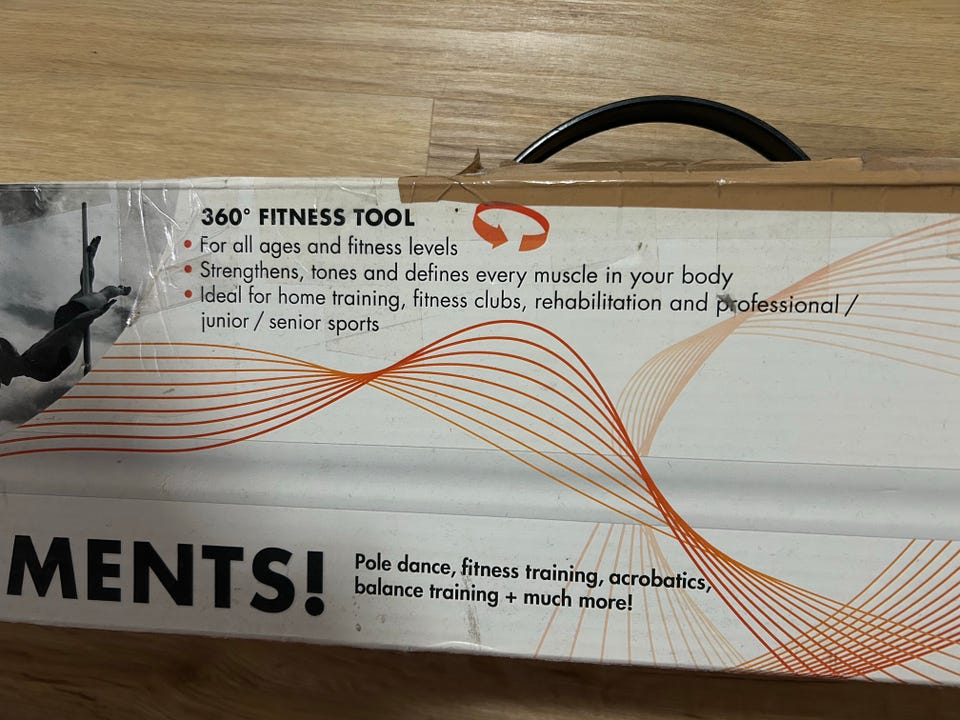 360° FITNESS TOOL
• For all ages and fitness levels
• Strengthens, tones and defines every muscle in your body
• Ideal for home training, fitness clubs, rehabilitation and professional /
junior / senior sports
MENTS!
Pole dance, fitness training, acrobatics,
balance training + much more!